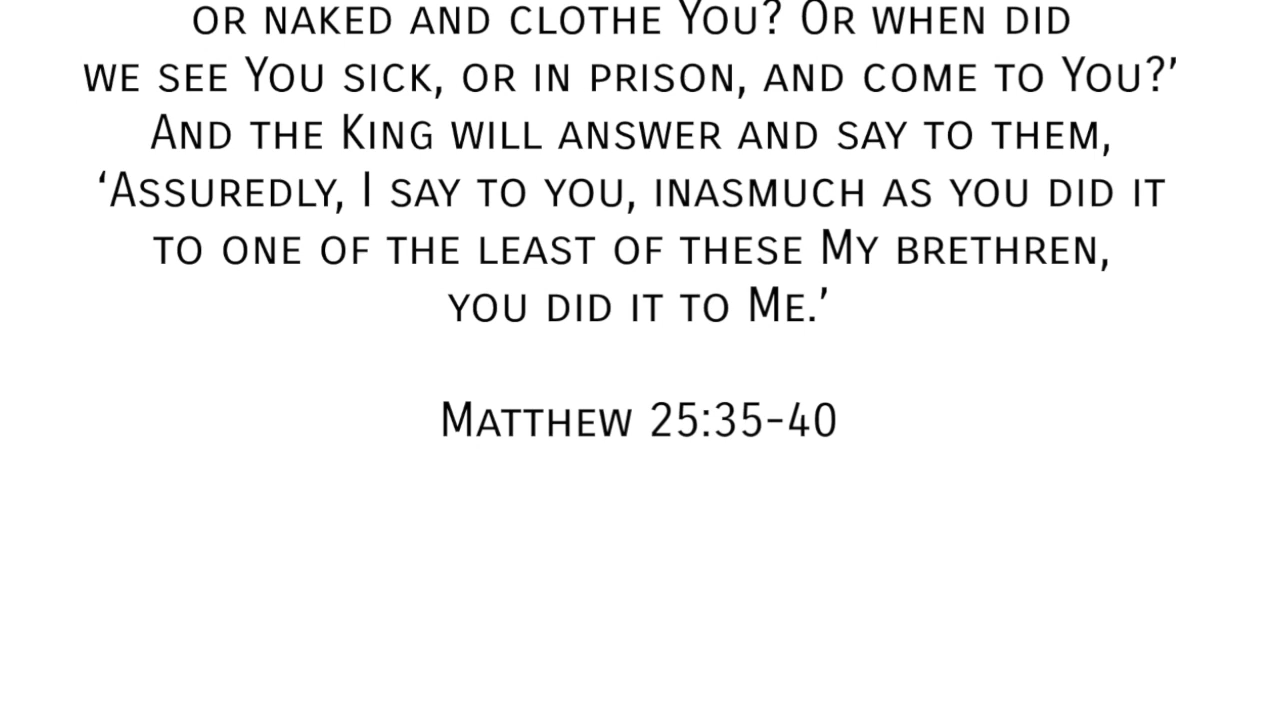 or naked and clothe You? Or when did
we see You sick, or in prison, and come to You?’
And the King will answer and say to them,
‘Assuredly, I say to you, inasmuch as you did it
to one of the least of these My brethren,
you did it to Me.’
Matthew 25:35-40